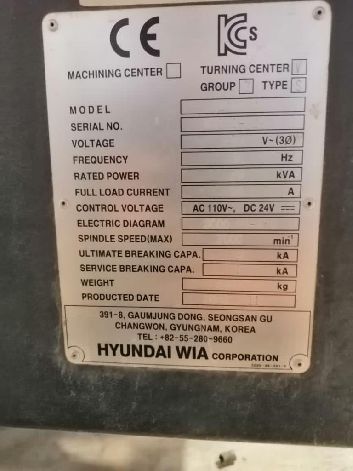 CE KCs
MACHINING CENTER TURNING CENTER V
GROUP TYPE S
MODEL
SERIAL NO.
VOLTAGE V~(3Ø)
FREQUENCY Hz
RATED POWER kVA
FULL LOAD CURRENT A
CONTROL VOLTAGE AC 110V~, DC 24V ⎓
ELECTRIC DIAGRAM
SPINDLE SPEED(MAX) min⁻¹
ULTIMATE BREAKING CAPA. kA
SERVICE BREAKING CAPA. kA
WEIGHT kg
PRODUCTED DATE
391-8, GAUMJUNG DONG. SEONGSAN GU
CHANGWON, GYUNGNAM, KOREA
TEL : +82-55-280-9660
HYUNDAI WIA CORPORATION